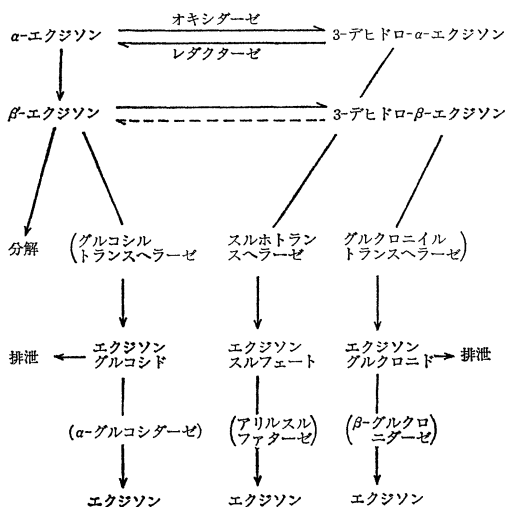 オキシダーゼ
α-エクジソン
3-デヒドロ-α-エクジソン
レダクターゼ
β-エクジソン
3-デヒドロ-β-エクジソン
分解
(グルコシル
トランスヘラーゼ
スルホトラン
スヘラーゼ
グルクロニイル
トランスヘラーゼ)
排泄
エクジソン
グルコシド
エクジソン
スルフェート
エクジソン
グルクロニド
排泄
(α-グルコシダーゼ)
(アリルスル
ファターゼ)
(β-グルクロ
ニダーゼ)
エクジソン
エクジソン
エクジソン